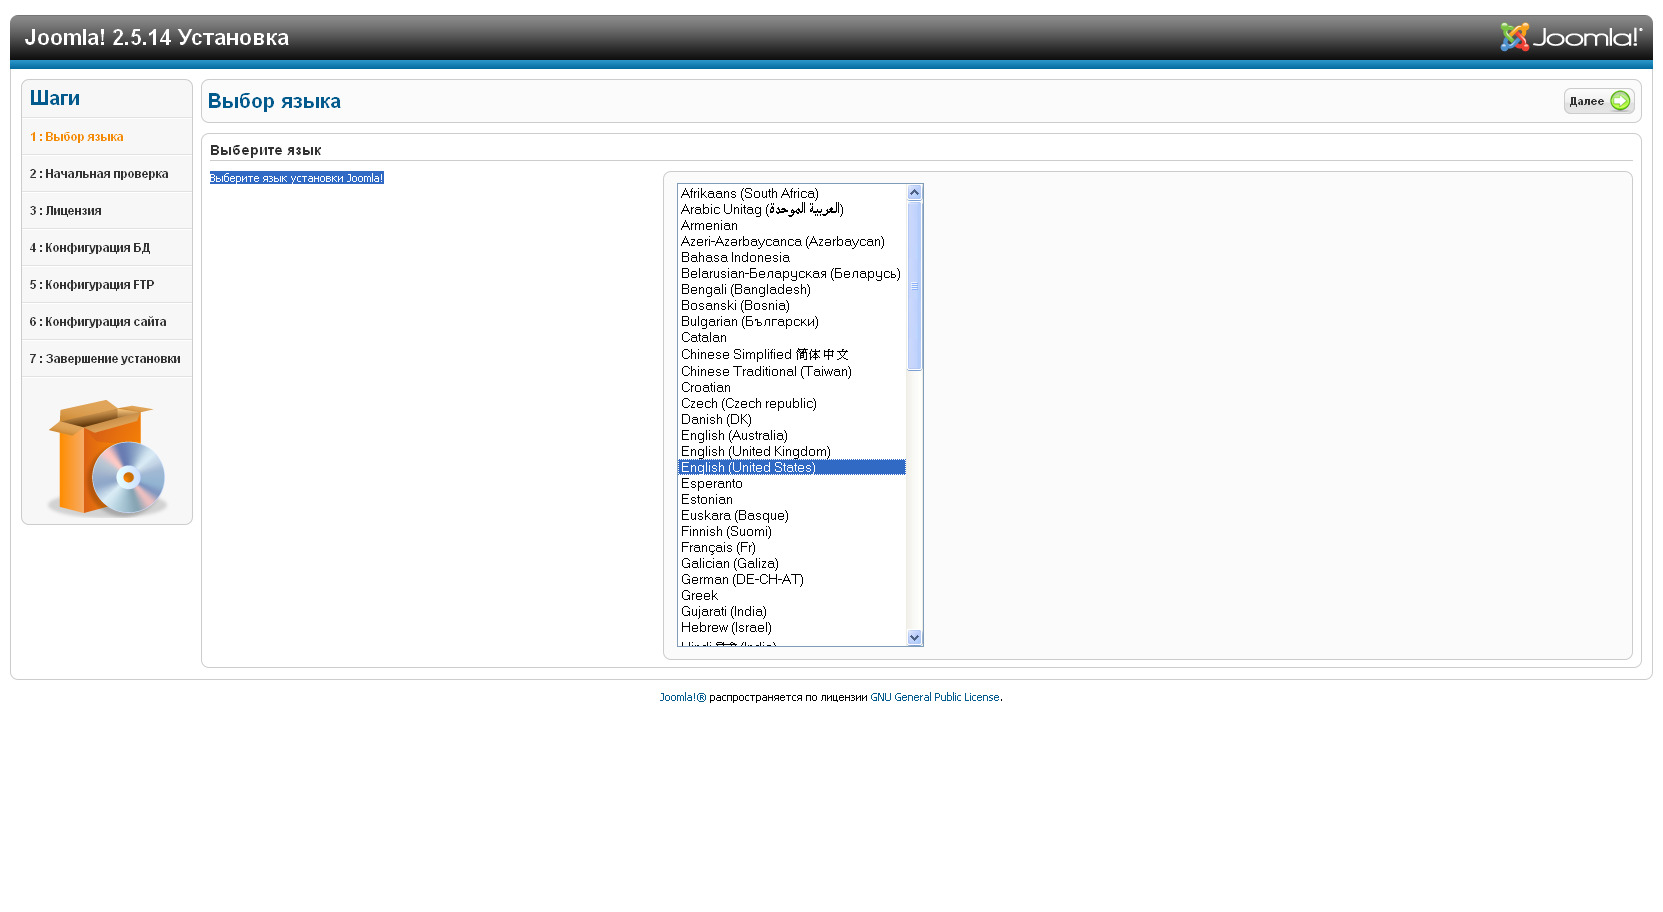 Joomla! 2.5.14 Установка
Joomla!®
Шаги
1 : Выбор языка
2 : Начальная проверка
3 : Лицензия
4 : Конфигурация БД
5 : Конфигурация FTP
6 : Конфигурация сайта
7 : Завершение установки
Выбор языка
Далее
Выберите язык
Выберите язык установки Joomla!
Afrikaans (South Africa)
Arabic Unitag (العربية الموحدة)
Armenian
Azeri-Azərbaycanca (Azərbaycan)
Bahasa Indonesia
Belarusian-Беларуская (Беларусь)
Bengali (Bangladesh)
Bosanski (Bosnia)
Bulgarian (Български)
Catalan
Chinese Simplified 简体中文
Chinese Traditional (Taiwan)
Croatian
Czech (Czech republic)
Danish (DK)
English (Australia)
English (United Kingdom)
English (United States)
Esperanto
Estonian
Euskara (Basque)
Finnish (Suomi)
Français (Fr)
Galician (Galiza)
German (DE-CH-AT)
Greek
Gujarati (India)
Hebrew (Israel)
Joomla!® распространяется по лицензии GNU General Public License.